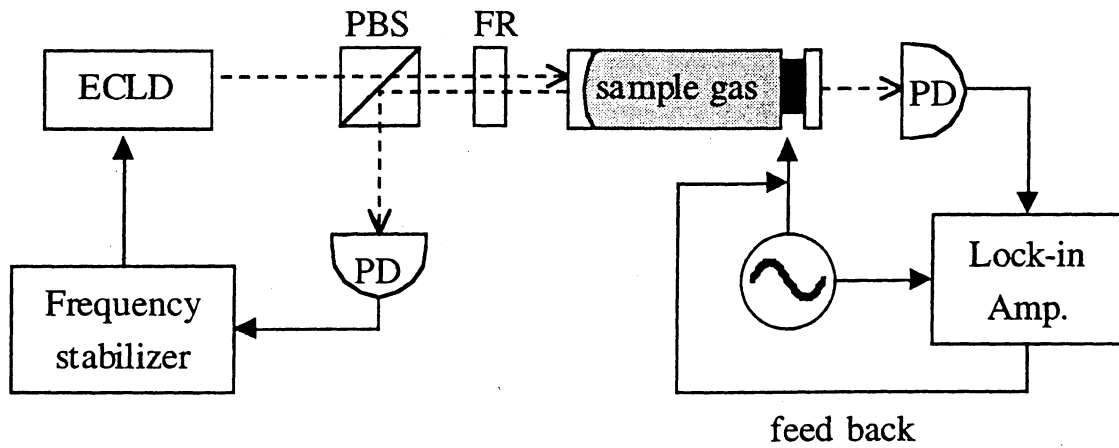 PBS
FR
ECLD
sample gas
PD
PD
Lock-in
Amp.
Frequency
stabilizer
feed back